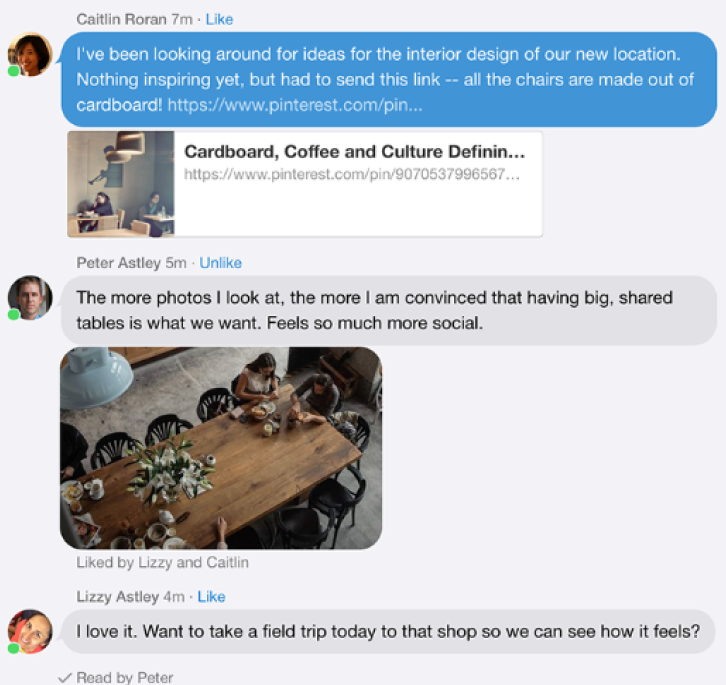 Caitlin Roran 7m · Like
I've been looking around for ideas for the interior design of our new location.
Nothing inspiring yet, but had to send this link -- all the chairs are made out of
cardboard! https://www.pinterest.com/pin...
Cardboard, Coffee and Culture Definin...
https://www.pinterest.com/pin/9070537996567...
Peter Astley 5m · Unlike
The more photos I look at, the more I am convinced that having big, shared
tables is what we want. Feels so much more social.
Liked by Lizzy and Caitlin
Lizzy Astley 4m · Like
I love it. Want to take a field trip today to that shop so we can see how it feels?
✓ Read by Peter